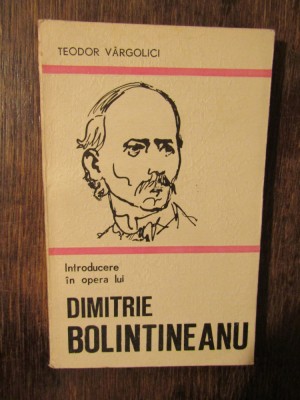 TEODOR VÂRGOLICI
Introducere
în opera lui
DIMITRIE
BOLINTINEANU